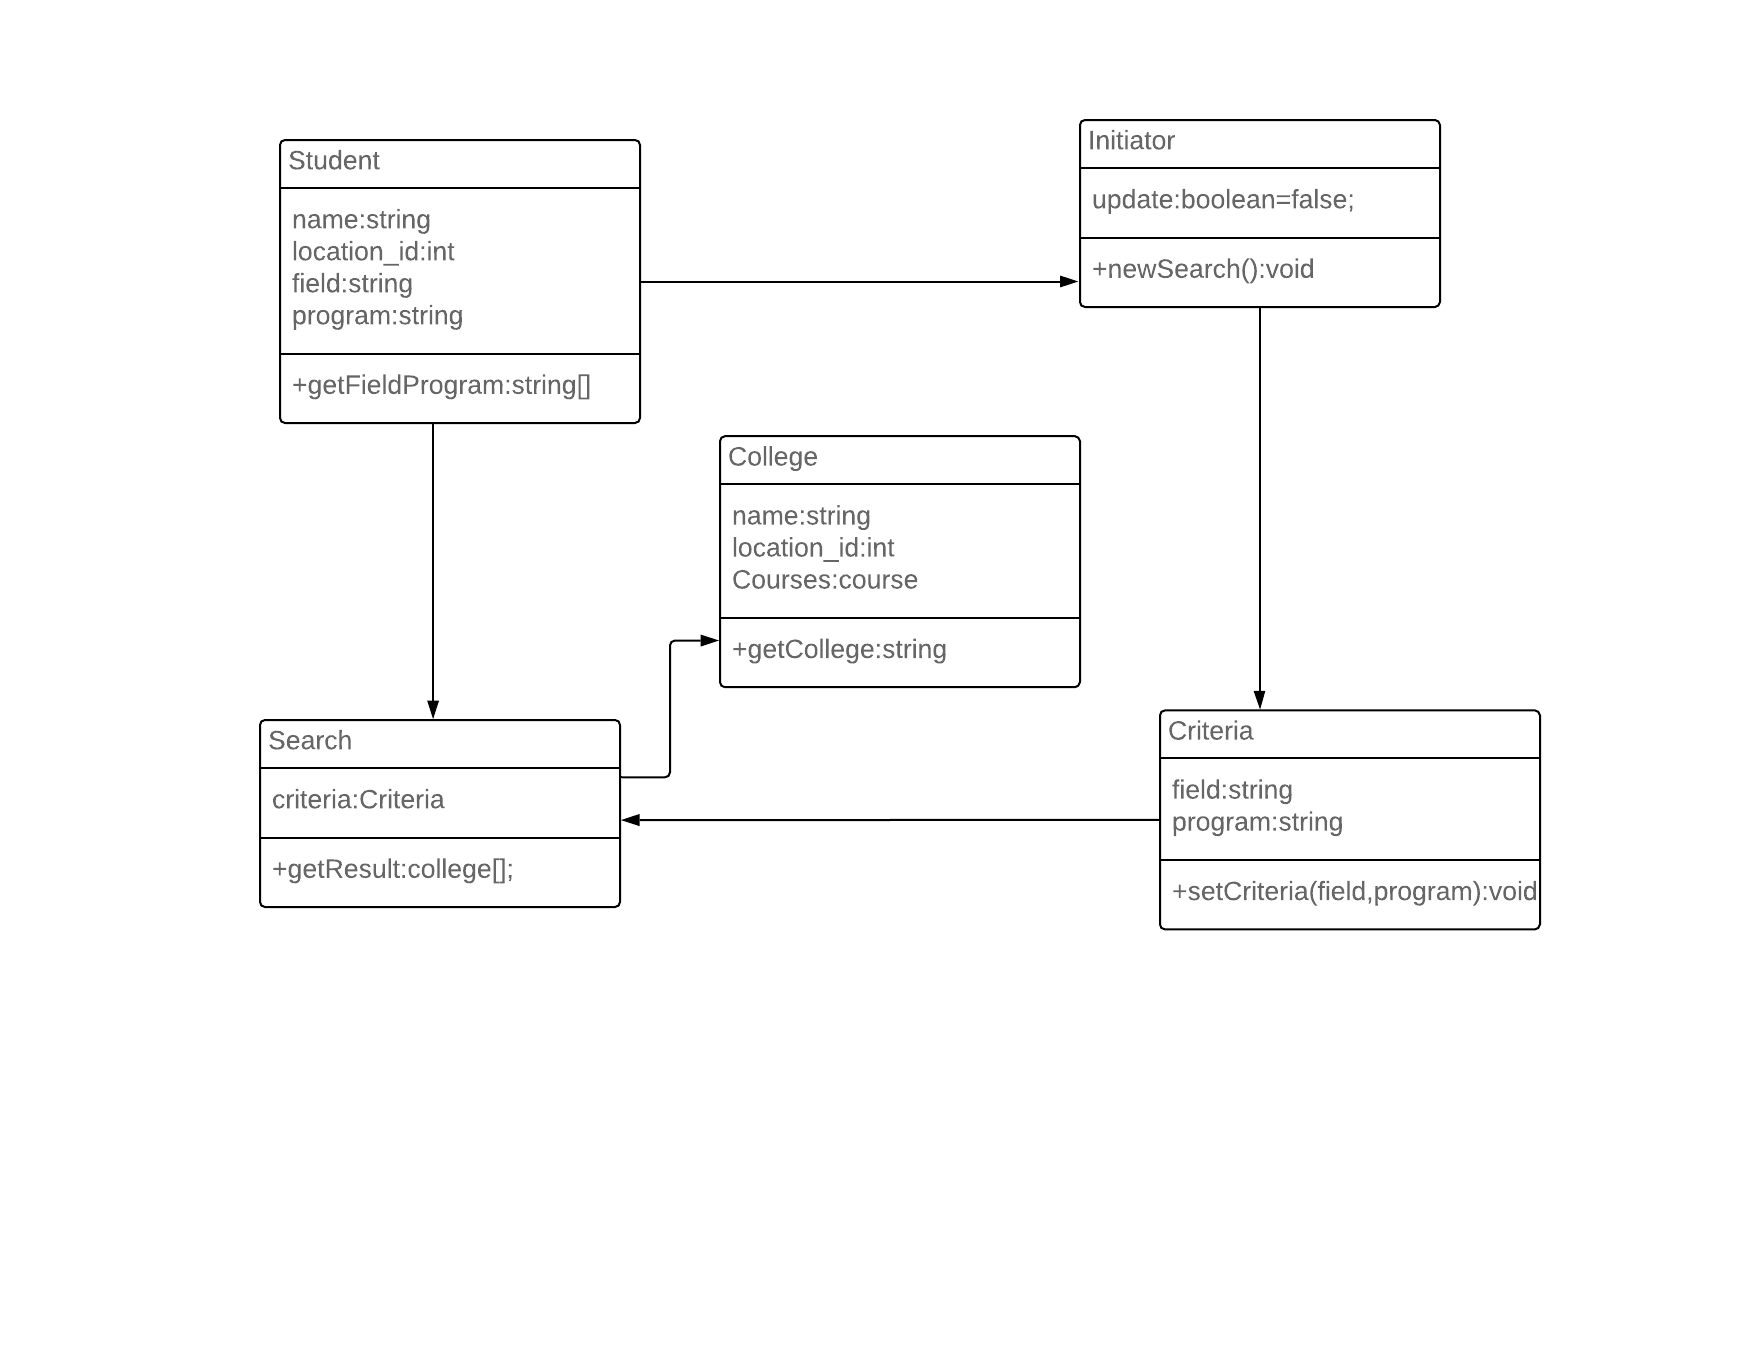 Student
name:string
location_id:int
field:string
program:string
+getFieldProgram:string[]
Initiator
update:boolean=false;
+newSearch():void
College
name:string
location_id:int
Courses:course
+getCollege:string
Search
criteria:Criteria
+getResult:college[];
Criteria
field:string
program:string
+setCriteria(field,program):void